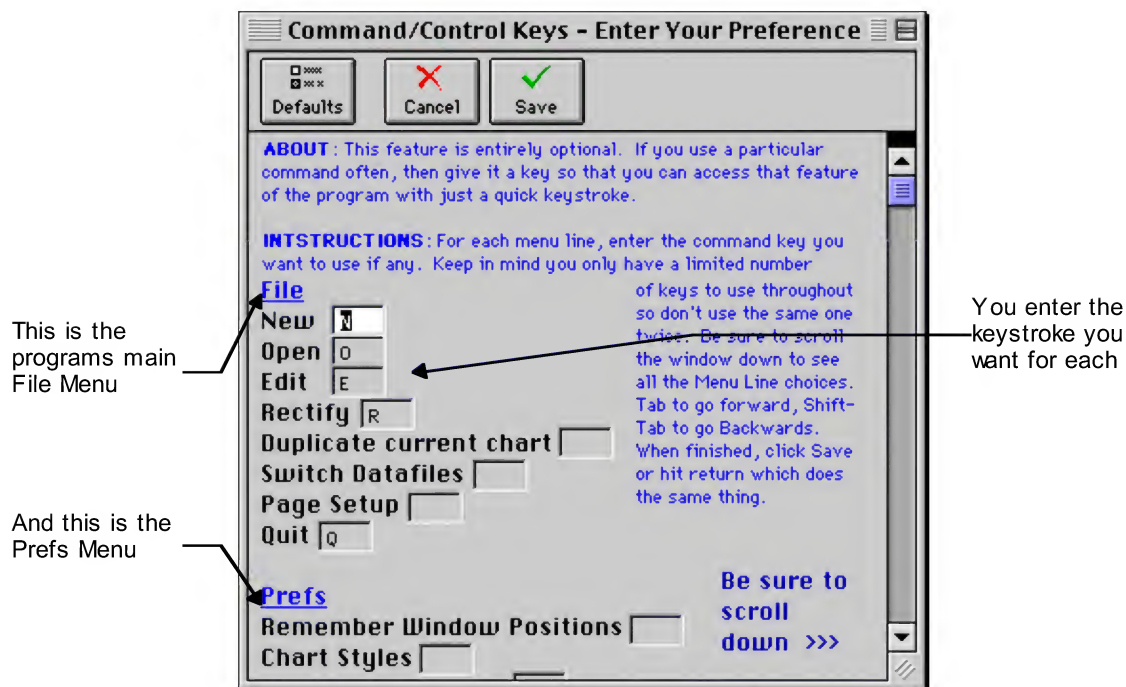 Command/Control Keys - Enter Your Preference
Defaults
Cancel
Save
ABOUT : This feature is entirely optional. If you use a particular
command often, then give it a key so that you can access that feature
of the program with just a quick keystroke.
INTSTRUCTIONS : For each menu line, enter the command key you
want to use if any. Keep in mind you only have a limited number
of keys to use throughout
so don't use the same one
twice. Be sure to scroll
the window down to see
all the Menu Line choices.
Tab to go forward, Shift-
Tab to go Backwards.
When finished, click Save
or hit return which does
the same thing.
File
New N
Open O
Edit E
Rectify R
Duplicate current chart
Switch Datafiles
Page Setup
Quit Q
Prefs
Remember Window Positions
Chart Styles
Be sure to
scroll
down >>>
This is the
programs main
File Menu
And this is the
Prefs Menu
You enter the
keystroke you
want for each